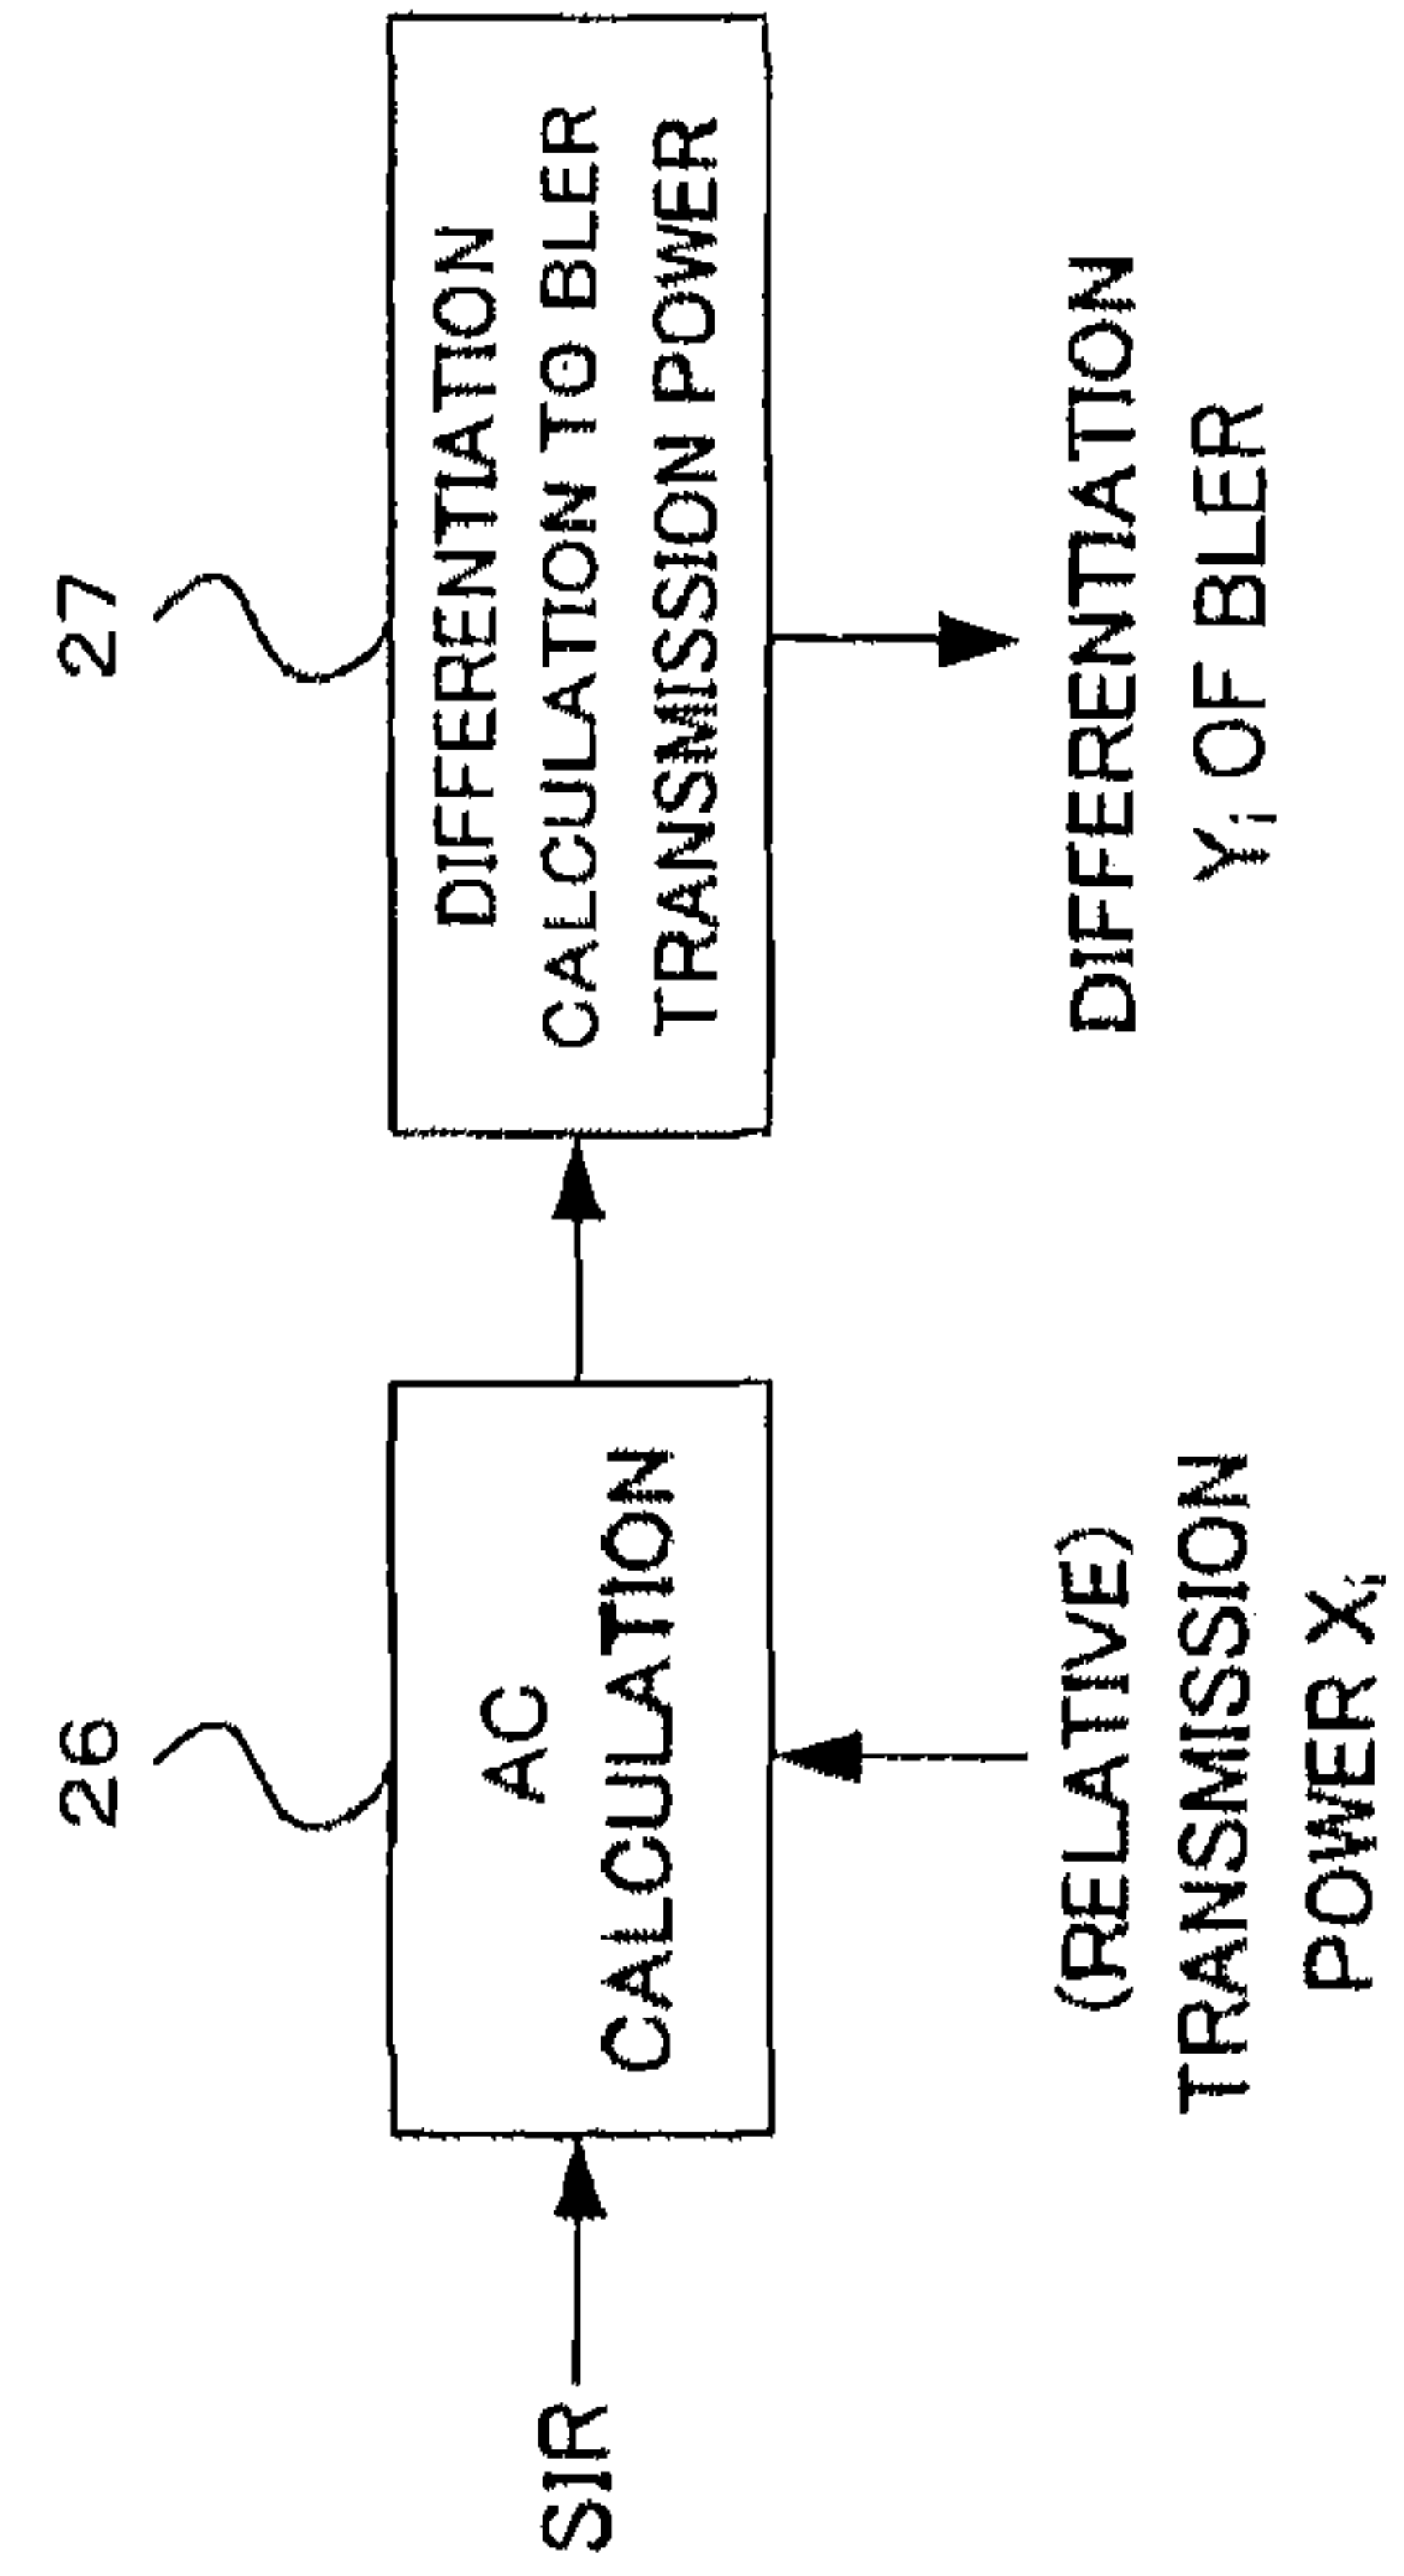 26
27
SIR
AC
CALCULATION
DIFFERENTIATION
CALCULATION TO BLER
TRANSMISSION POWER
(RELATIVE)
TRANSMISSION
POWER Xi
DIFFERENTIATION
Yi OF BLER